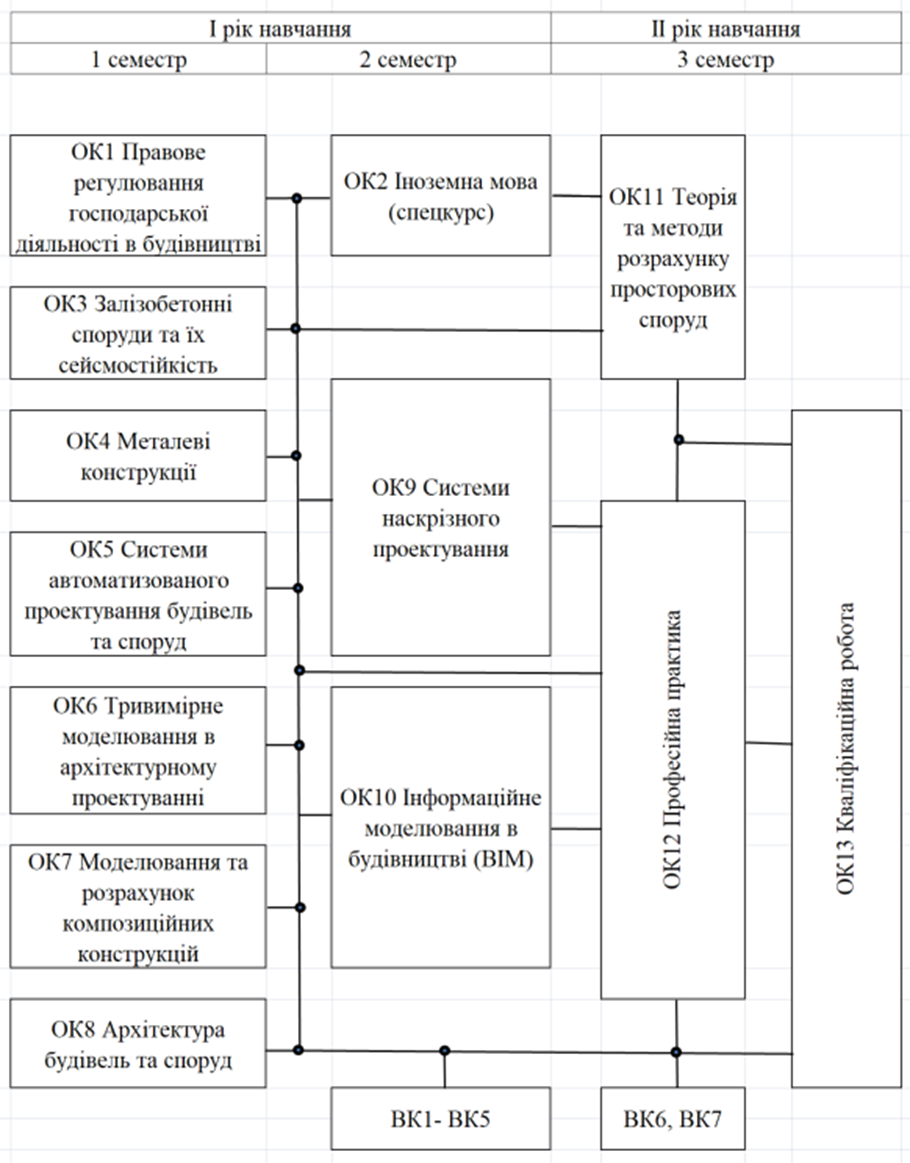 І рік навчання
ІІ рік навчання
1 семестр
2 семестр
3 семестр
ОК1 Правове
регулювання
господарської
діяльності в будівництві
ОК2 Іноземна мова
(спецкурс)
ОК11 Теорія
та методи
розрахунку
просторових
споруд
ОК3 Залізобетонні
споруди та їх
сейсмостійкість
ОК4 Металеві
конструкції
ОК9 Системи
наскрізного
проектування
ОК5 Системи
автоматизованого
проектування будівель
та споруд
ОК6 Тривимірне
моделювання в
архітектурному
проектуванні
ОК10 Інформаційне
моделювання в
будівництві (BIM)
ОК12 Професійна практика
ОК13 Кваліфікаційна робота
ОК7 Моделювання та
розрахунок
композиційних
конструкцій
ОК8 Архітектура
будівель та споруд
ВК1- ВК5
ВК6, ВК7